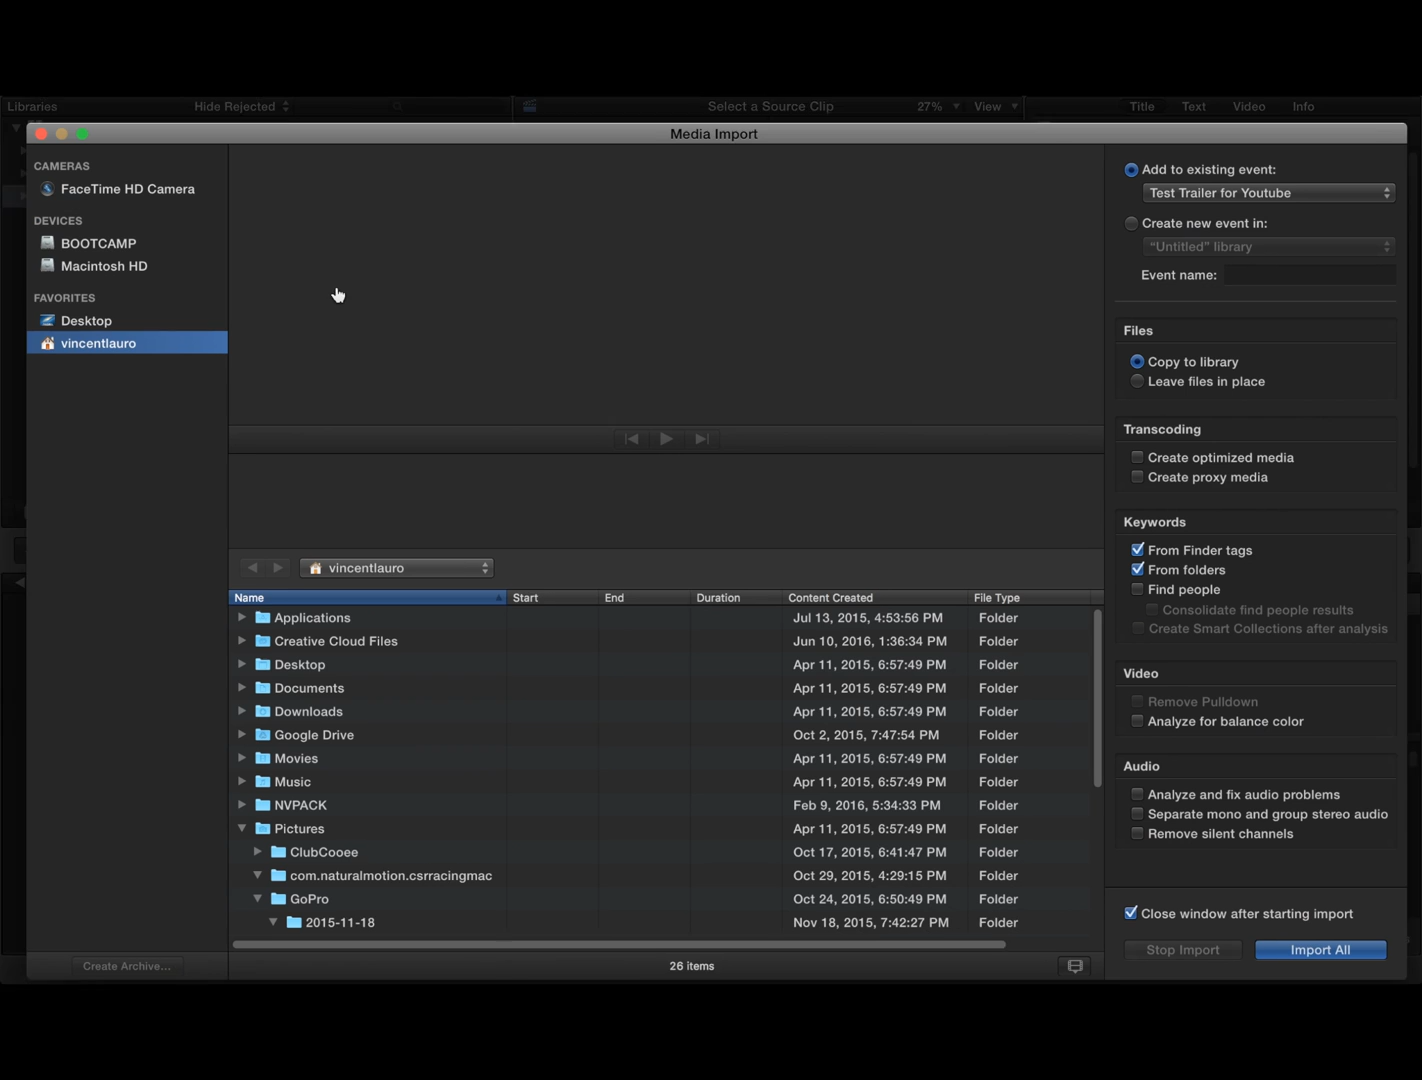 Libraries
Hide Rejected
Select a Source Clip
27%
View
Title
Text
Video
Info
Media Import
CAMERAS
FaceTime HD Camera
DEVICES
BOOTCAMP
Macintosh HD
FAVORITES
Desktop
vincentlauro
vincentlauro
Name Start End Duration Content Created File Type
Applications Jul 13, 2015, 4:53:56 PM Folder
Creative Cloud Files Jun 10, 2016, 1:36:34 PM Folder
Desktop Apr 11, 2015, 6:57:49 PM Folder
Documents Apr 11, 2015, 6:57:49 PM Folder
Downloads Apr 11, 2015, 6:57:49 PM Folder
Google Drive Oct 2, 2015, 7:47:54 PM Folder
Movies Apr 11, 2015, 6:57:49 PM Folder
Music Apr 11, 2015, 6:57:49 PM Folder
NVPACK Feb 9, 2016, 5:34:33 PM Folder
Pictures Apr 11, 2015, 6:57:49 PM Folder
ClubCooee Oct 17, 2015, 6:41:47 PM Folder
com.naturalmotion.csrracingmac Oct 29, 2015, 4:29:15 PM Folder
GoPro Oct 24, 2015, 6:50:49 PM Folder
2015-11-18 Nov 18, 2015, 7:42:27 PM Folder
Create Archive...
26 items
Add to existing event:
Test Trailer for Youtube
Create new event in:
“Untitled” library
Event name:
Files
Copy to library
Leave files in place
Transcoding
Create optimized media
Create proxy media
Keywords
From Finder tags
From folders
Find people
Consolidate find people results
Create Smart Collections after analysis
Video
Remove Pulldown
Analyze for balance color
Audio
Analyze and fix audio problems
Separate mono and group stereo audio
Remove silent channels
Close window after starting import
Stop Import
Import All